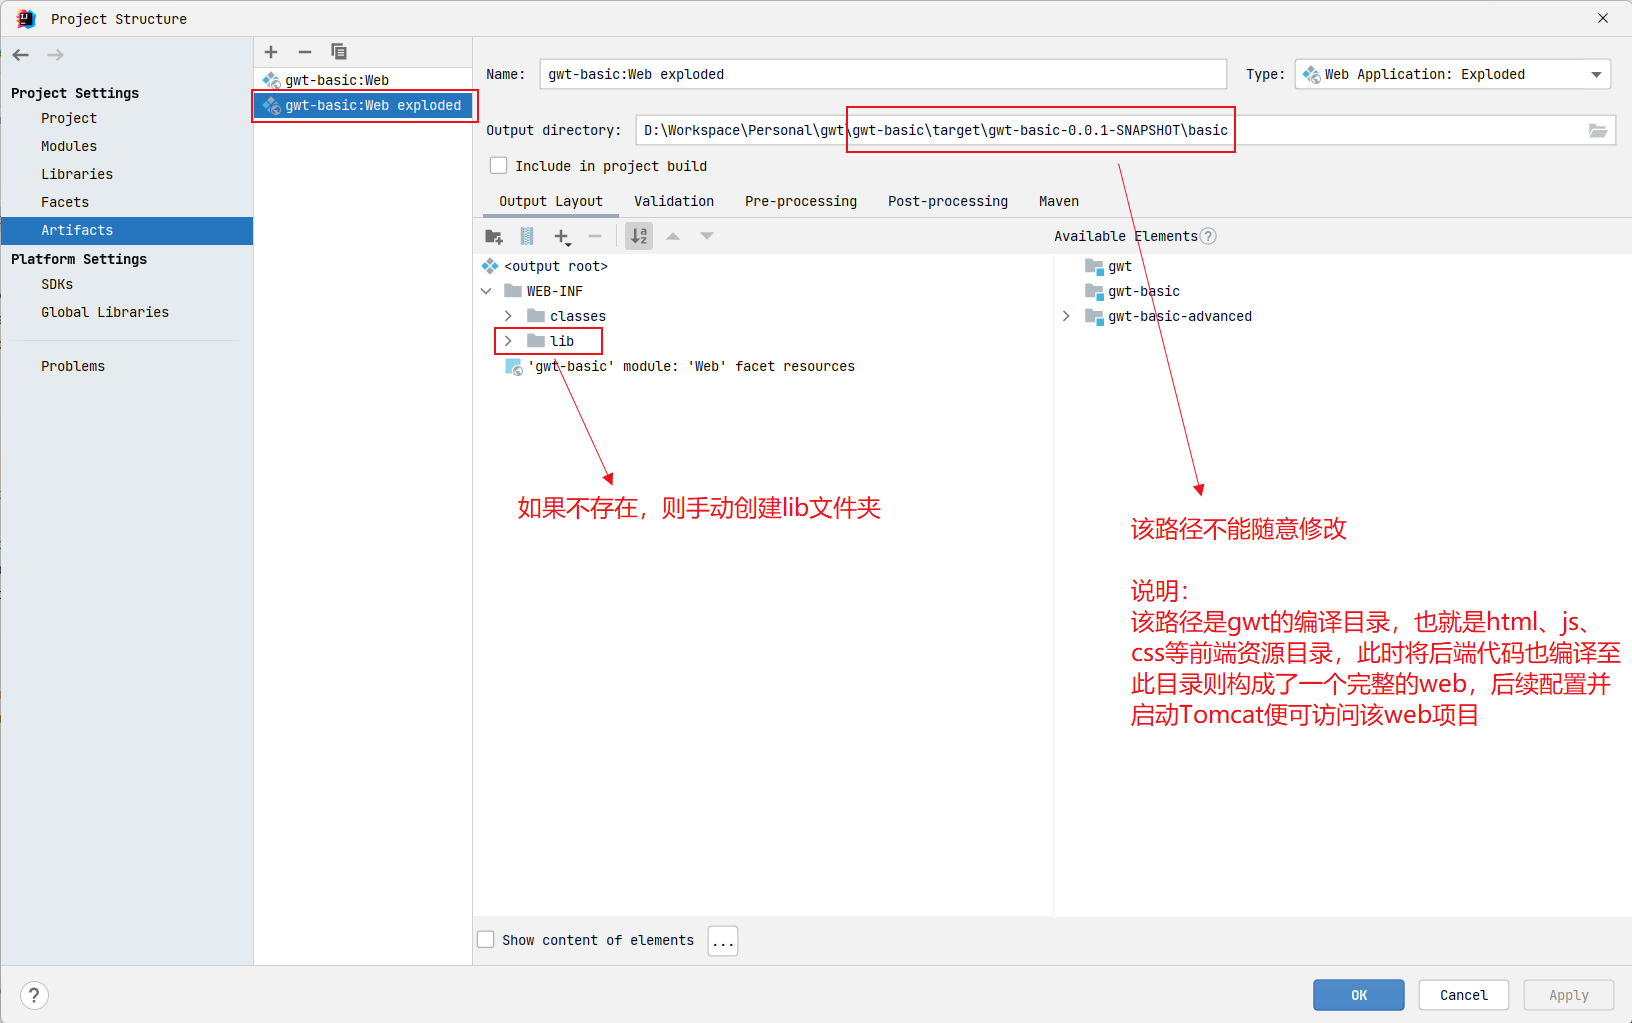 Project Structure
Project Settings
Project
Modules
Libraries
Facets
Artifacts
Platform Settings
SDKs
Global Libraries
Problems
gwt-basic:Web
gwt-basic:Web exploded
Name: gwt-basic:Web exploded Type: Web Application: Exploded
Output directory: D:\Workspace\Personal\gwt\gwt-basic\target\gwt-basic-0.0.1-SNAPSHOT\basic
Include in project build
Output Layout Validation Pre-processing Post-processing Maven
Available Elements
<output root>
WEB-INF
classes
lib
'gwt-basic' module: 'Web' facet resources
gwt
gwt-basic
gwt-basic-advanced
如果不存在，则手动创建lib文件夹
该路径不能随意修改
说明：
该路径是gwt的编译目录，也就是html、js、
css等前端资源目录，此时将后端代码也编译至
此目录则构成了一个完整的web，后续配置并
启动Tomcat便可访问该web项目
Show content of elements ...
? OK Cancel Apply